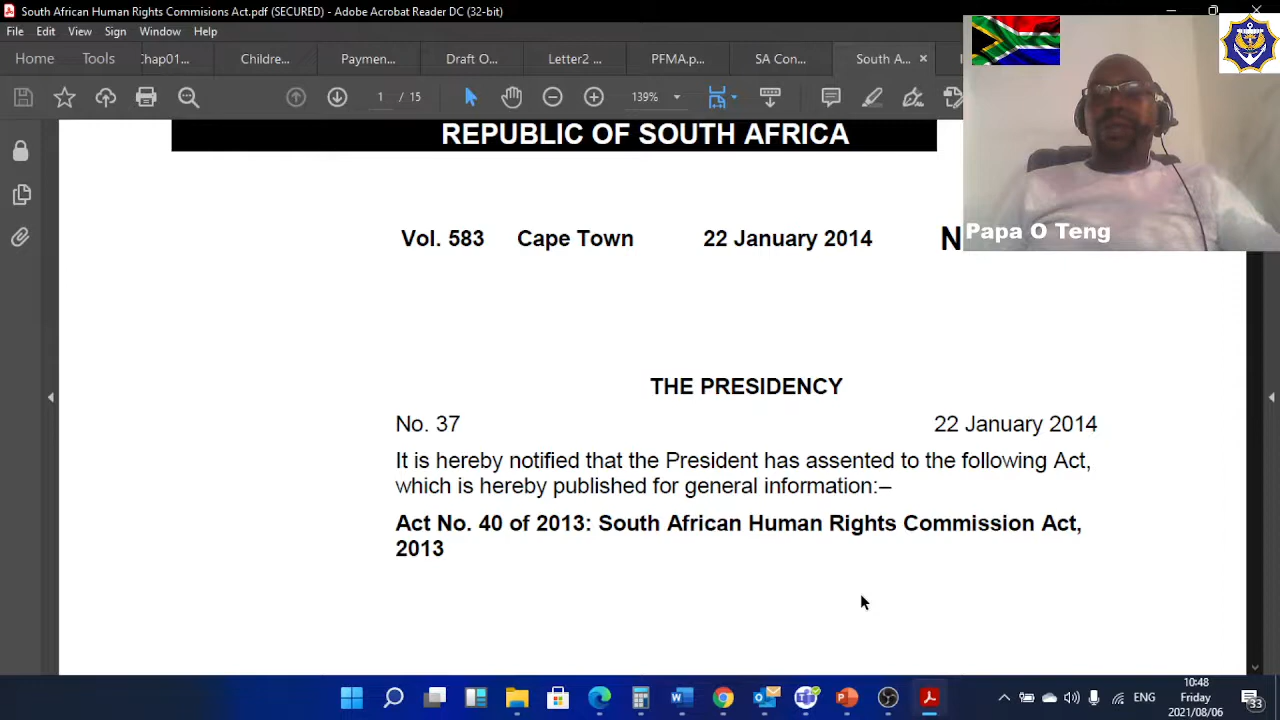 South African Human Rights Commisions Act.pdf (SECURED) - Adobe Acrobat Reader DC (32-bit)
File Edit View Sign Window Help
Home Tools Chap01... Childre... Paymen... Draft O... Letter2 ... PFMA.p... SA Con... South A...
1 / 15 139%
REPUBLIC OF SOUTH AFRICA
Vol. 583 Cape Town 22 January 2014 N
Papa O Teng
THE PRESIDENCY
No. 37 22 January 2014
It is hereby notified that the President has assented to the following Act,
which is hereby published for general information:–
Act No. 40 of 2013: South African Human Rights Commission Act,
2013
ENG
10:48
Friday
2021/08/06
33